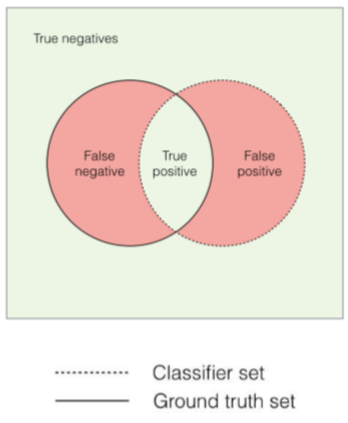 True negatives
False
negative
True
positive
False
positive
Classifier set
Ground truth set